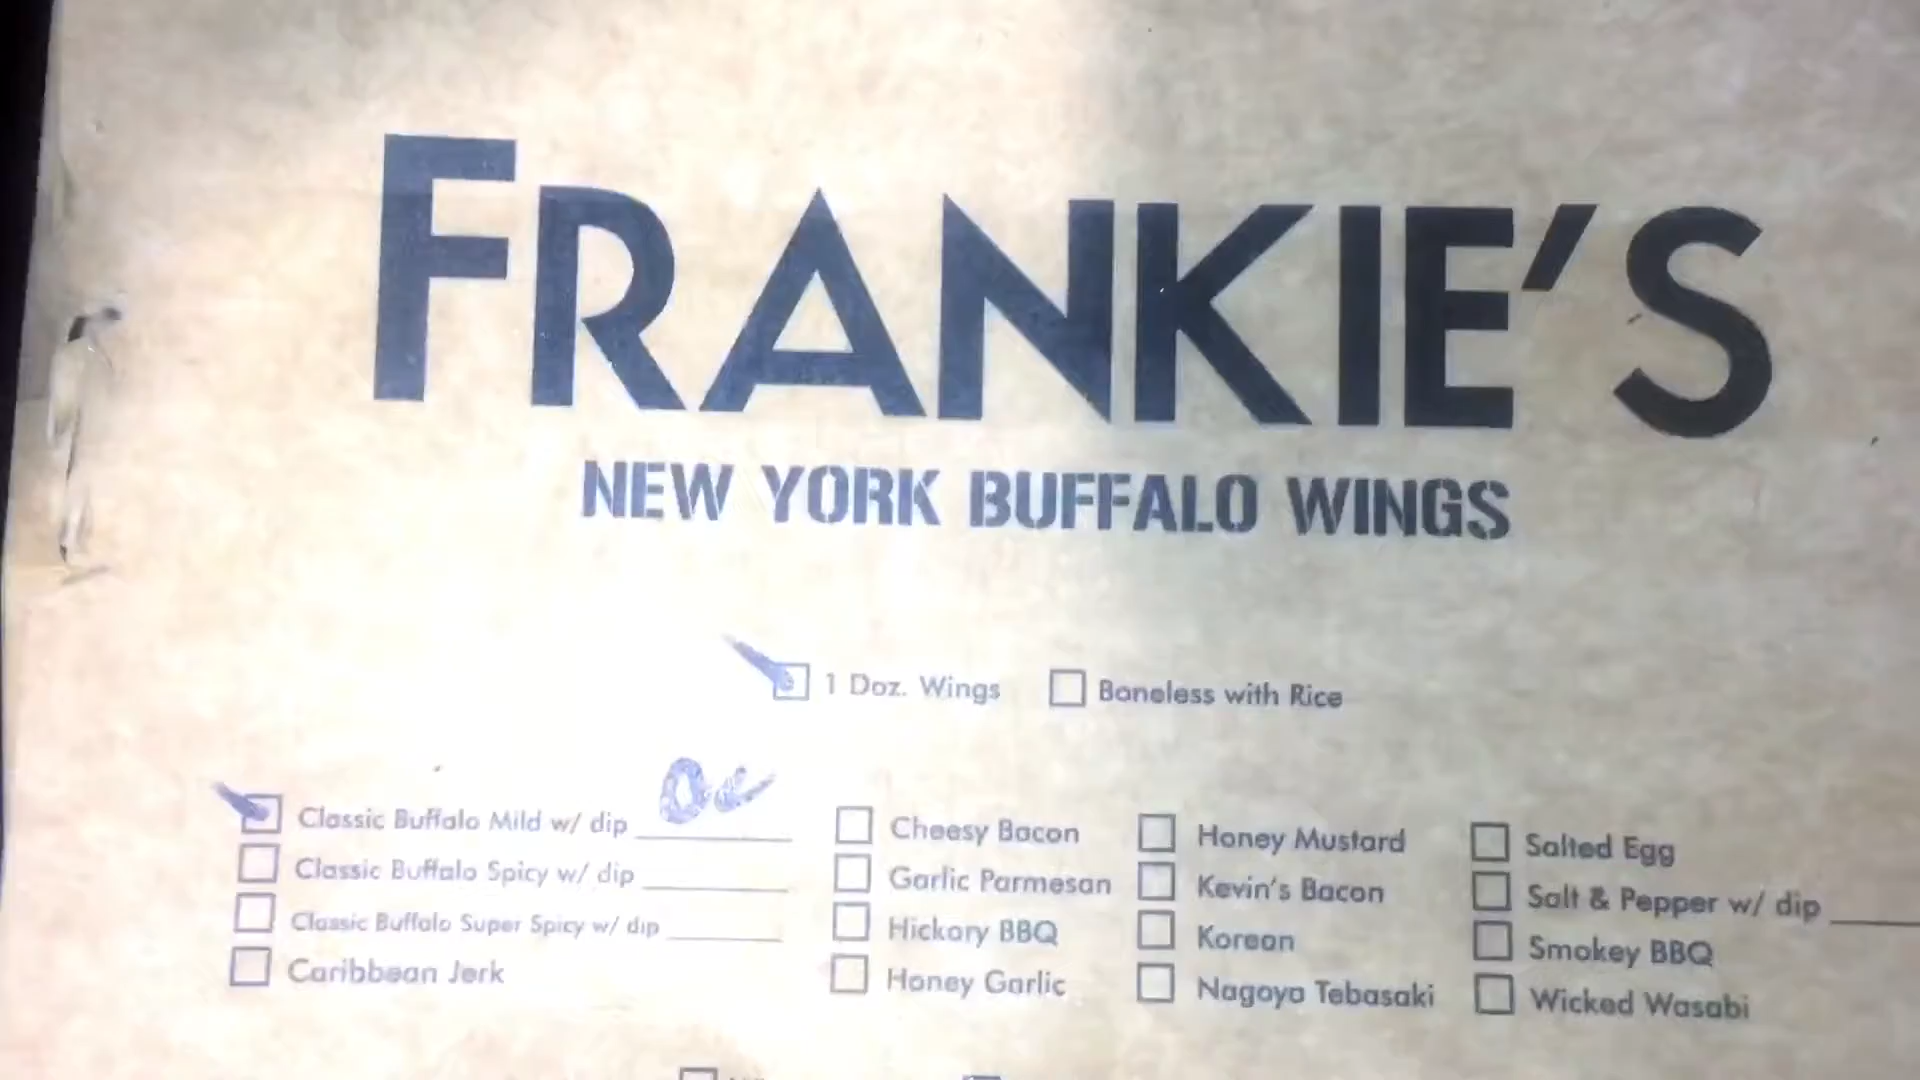 FRANKIE'S
NEW YORK BUFFALO WINGS
1 Doz. Wings Boneless with Rice
Classic Buffalo Mild w/ dip
Classic Buffalo Spicy w/ dip
Classic Buffalo Super Spicy w/ dip
Caribbean Jerk
Cheesy Bacon
Garlic Parmesan
Hickory BBQ
Honey Garlic
Honey Mustard
Kevin's Bacon
Korean
Nagoya Tebasaki
Salted Egg
Salt & Pepper w/ dip
Smokey BBQ
Wicked Wasabi